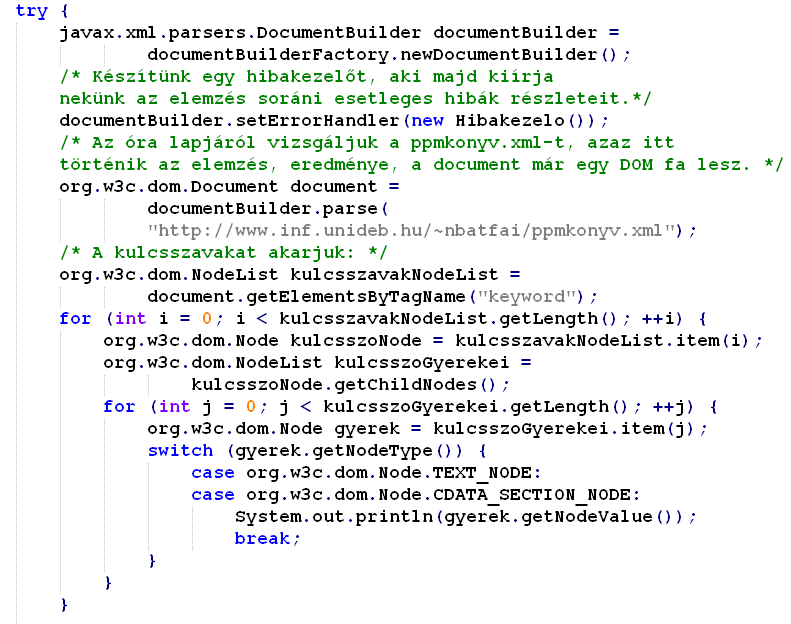 try {
javax.xml.parsers.DocumentBuilder documentBuilder =
documentBuilderFactory.newDocumentBuilder();
/* Készítünk egy hibakezelőt, aki majd kiírja
nekünk az elemzés soráni esetleges hibák részleteit.*/
documentBuilder.setErrorHandler(new Hibakezelo());
/* Az óra lapjáról vizsgáljuk a ppmkonyv.xml-t, azaz itt
történik az elemzés, eredménye, a document már egy DOM fa lesz. */
org.w3c.dom.Document document =
documentBuilder.parse(
"http://www.inf.unideb.hu/~nbatfai/ppmkonyv.xml");
/* A kulcsszavakat akarjuk: */
org.w3c.dom.NodeList kulcsszavakNodeList =
document.getElementsByTagName("keyword");
for (int i = 0; i < kulcsszavakNodeList.getLength(); ++i) {
org.w3c.dom.Node kulcsszoNode = kulcsszavakNodeList.item(i);
org.w3c.dom.NodeList kulcsszoGyerekei =
kulcsszoNode.getChildNodes();
for (int j = 0; j < kulcsszoGyerekei.getLength(); ++j) {
org.w3c.dom.Node gyerek = kulcsszoGyerekei.item(j);
switch (gyerek.getNodeType()) {
case org.w3c.dom.Node.TEXT_NODE:
case org.w3c.dom.Node.CDATA_SECTION_NODE:
System.out.println(gyerek.getNodeValue());
break;
}
}
}